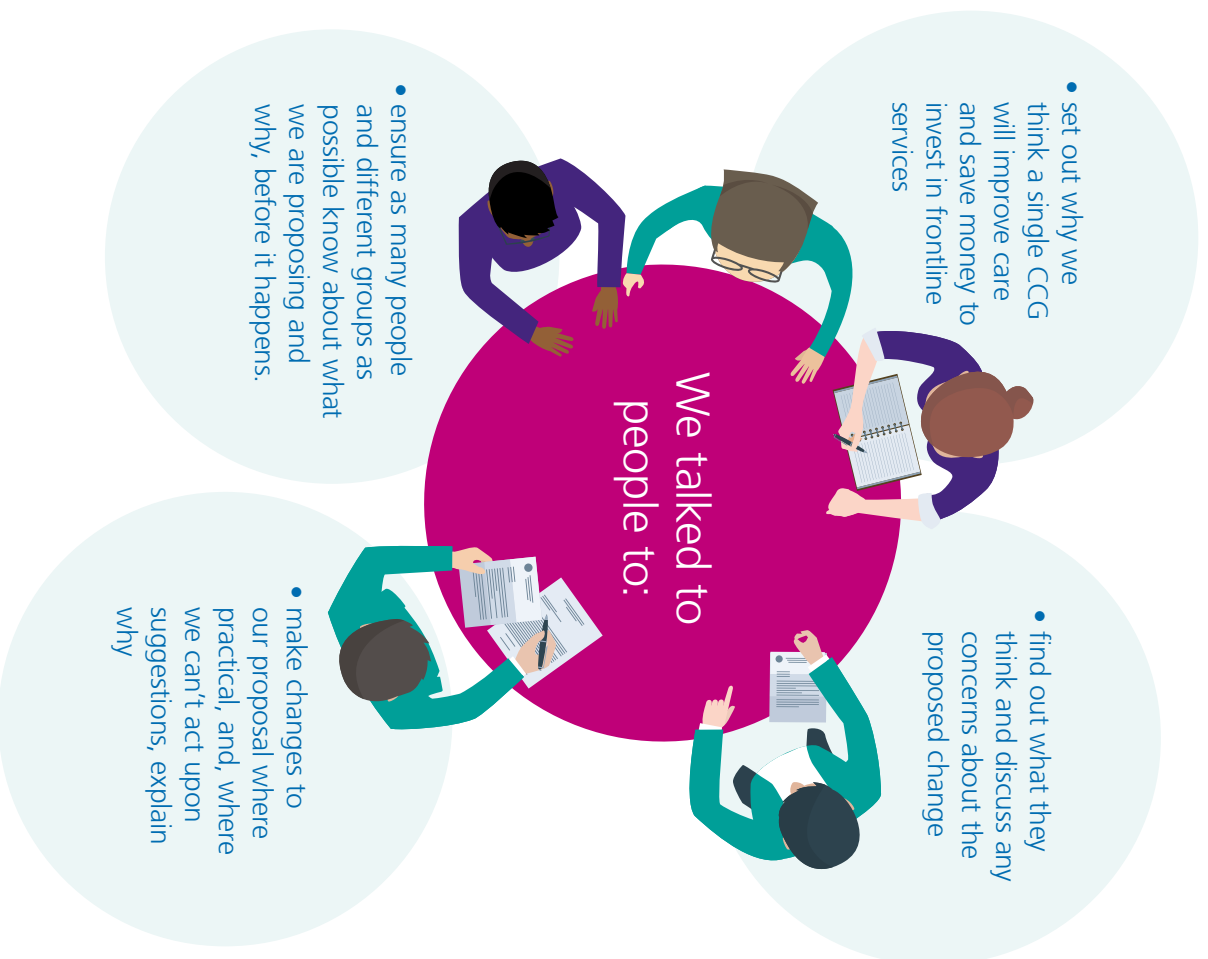 We talked to
people to:
• set out why we
think a single CCG
will improve care
and save money to
invest in frontline
services
• find out what they
think and discuss any
concerns about the
proposed change
• ensure as many people
and different groups as
possible know about what
we are proposing and
why, before it happens.
• make changes to
our proposal where
practical, and, where
we can’t act upon
suggestions, explain
why